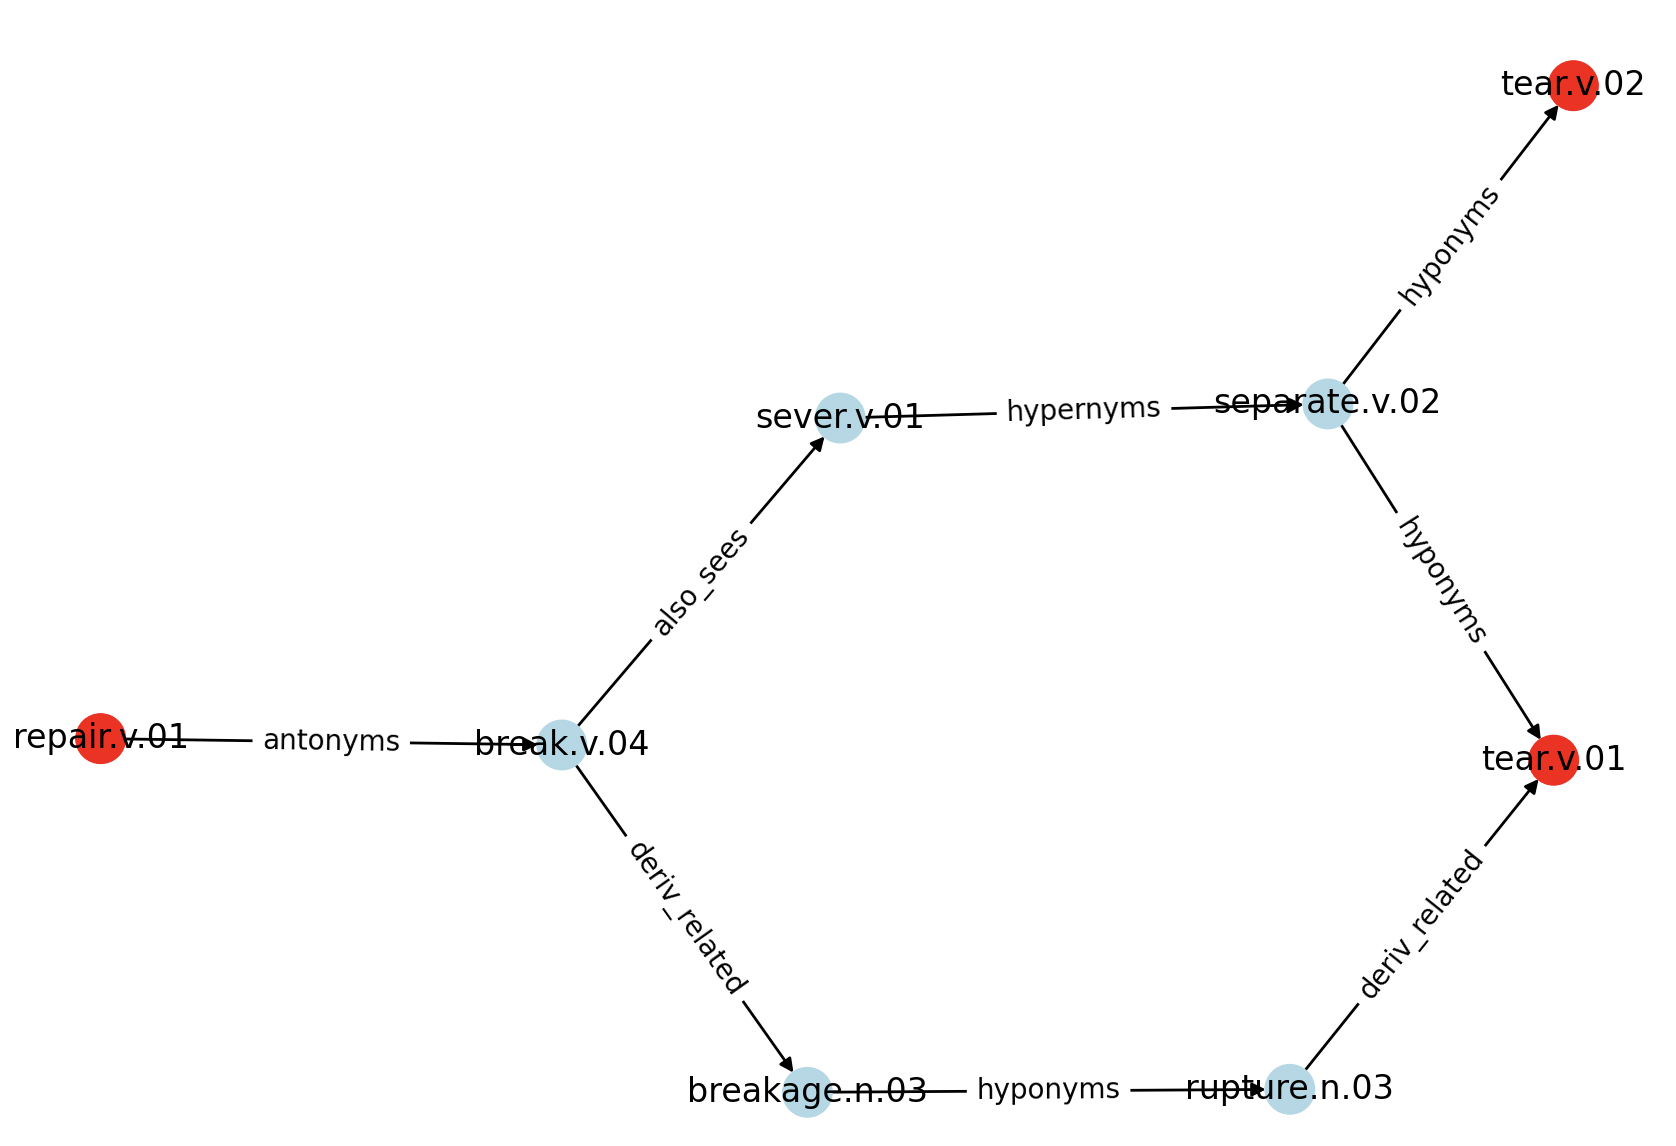 tear.v.02
hyponyms
sever.v.01
hypernyms
separate.v.02
also_sees
hyponyms
repair.v.01
antonyms
break.v.04
tear.v.01
deriv_related
deriv_related
breakage.n.03
hyponyms
rupture.n.03